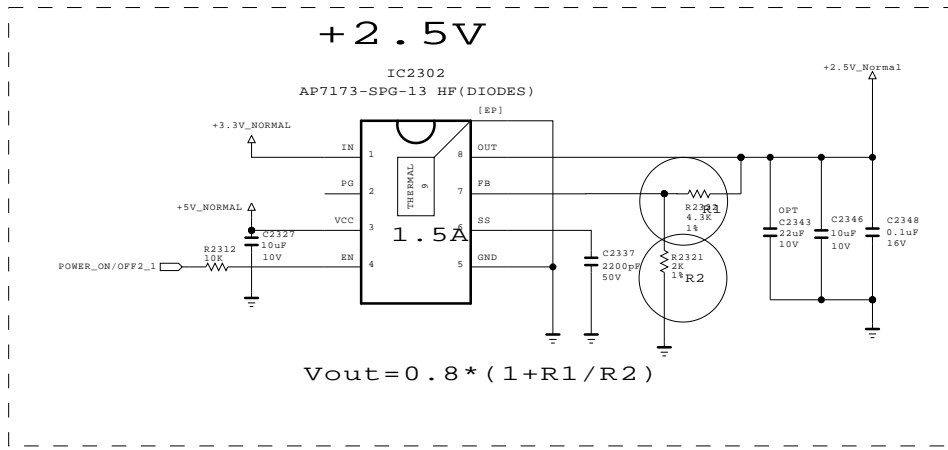 +2.5V
IC2302
AP7173-SPG-13 HF(DIODES)
[EP]
+2.5V_Normal
+3.3V_NORMAL
IN
1
8
OUT
THERMAL
9
PG
2
7
FB
R1
4.3K
1%
+5V_NORMAL
VCC
3
6
SS
1.5A
C2327
10uF
10V
R2312
10K
EN
4
5
GND
POWER_ON/OFF2_1
C2337
2200pF
50V
R2321
2K
1%
R2
OPT
C2343
22uF
10V
C2346
10uF
10V
C2348
0.1uF
16V
Vout=0.8*(1+R1/R2)